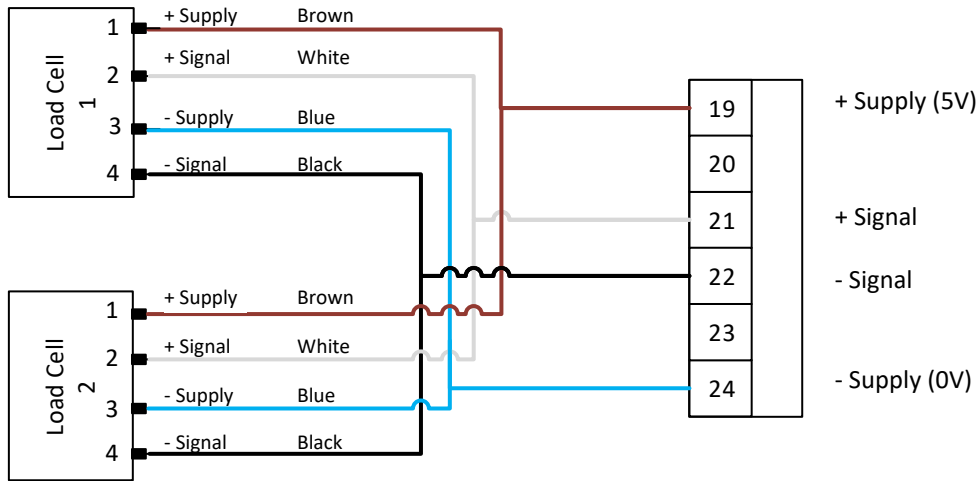 Load Cell
1
1
+ Supply
Brown
2
+ Signal
White
3
- Supply
Blue
4
- Signal
Black
Load Cell
2
1
+ Supply
Brown
2
+ Signal
White
3
- Supply
Blue
4
- Signal
Black
19
+ Supply (5V)
20
21
+ Signal
22
- Signal
23
24
- Supply (0V)